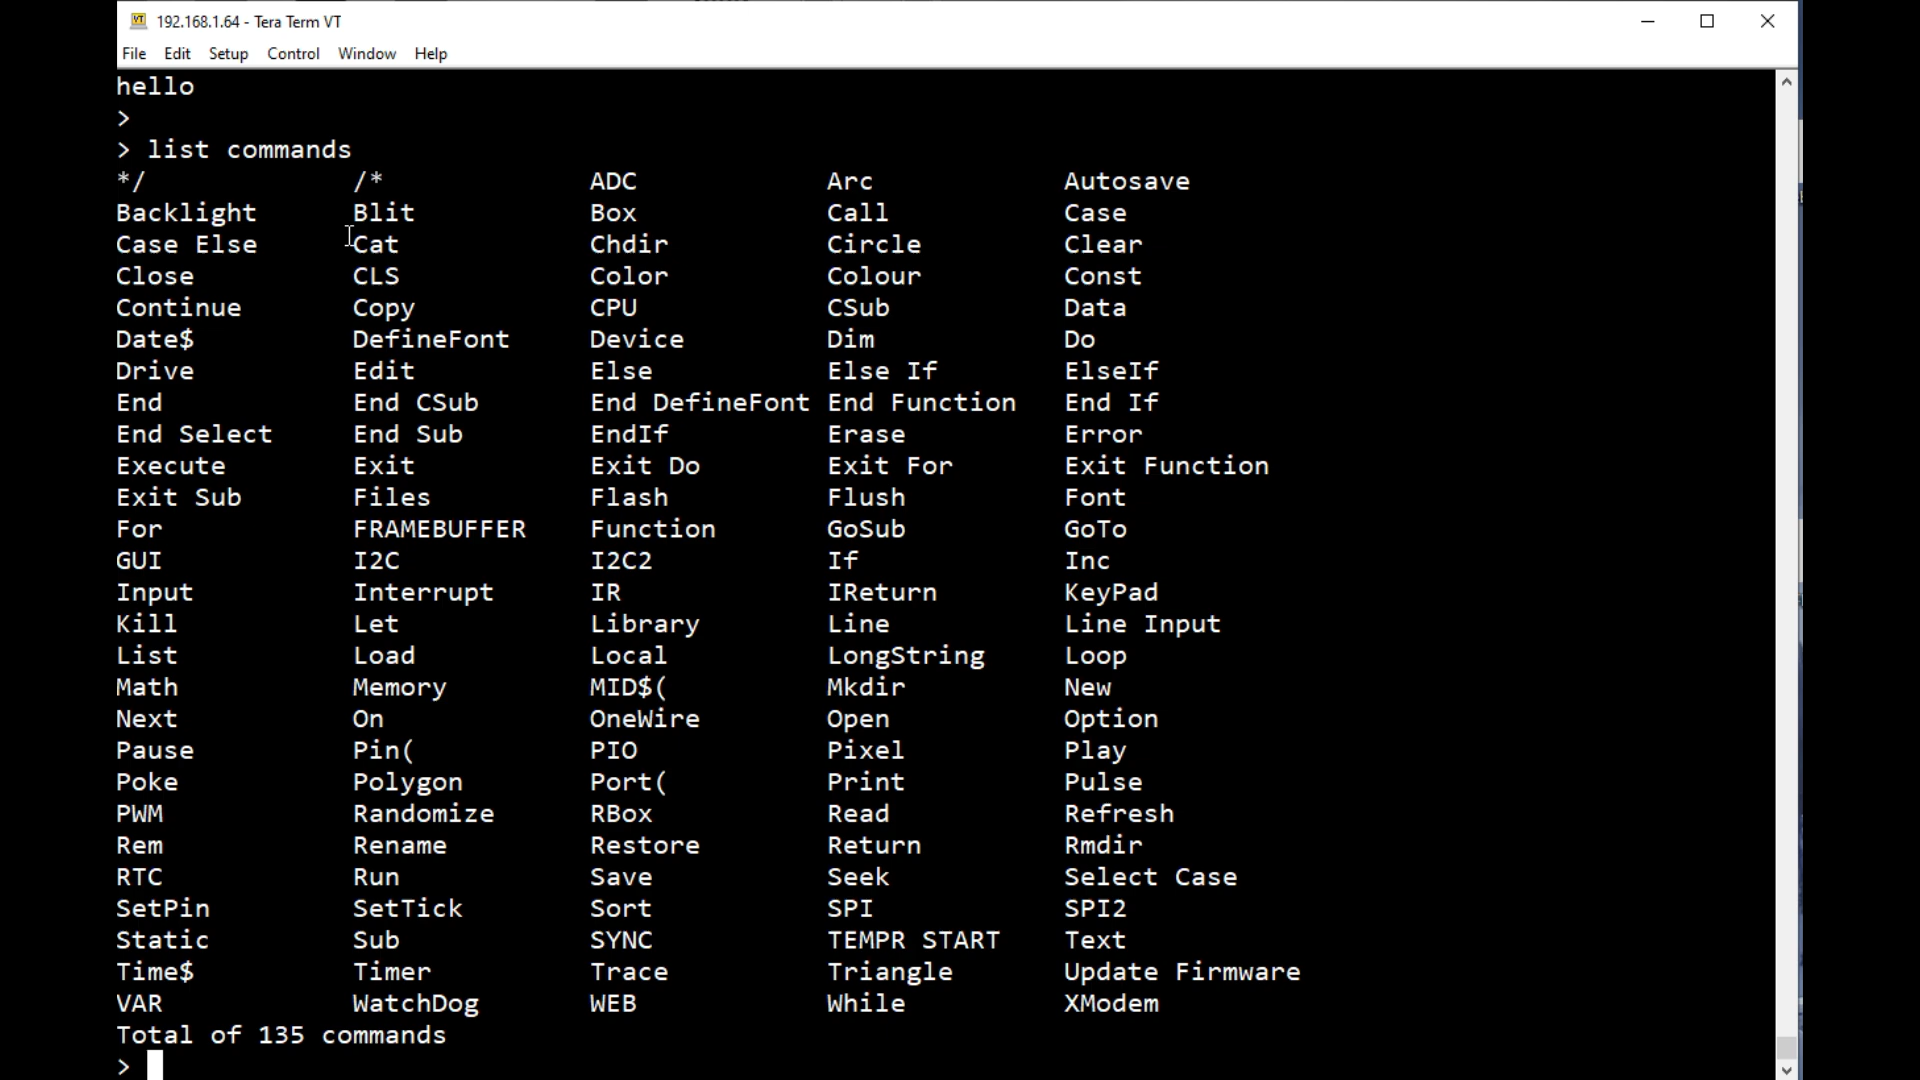 192.168.1.64 - Tera Term VT
File Edit Setup Control Window Help
hello
>
> list commands
*/ /* ADC Arc Autosave
Backlight Blit Box Call Case
Case Else Cat Chdir Circle Clear
Close CLS Color Colour Const
Continue Copy CPU CSub Data
Date$ DefineFont Device Dim Do
Drive Edit Else Else If ElseIf
End End CSub End DefineFont End Function End If
End Select End Sub EndIf Erase Error
Execute Exit Exit Do Exit For Exit Function
Exit Sub Files Flash Flush Font
For FRAMEBUFFER Function GoSub GoTo
GUI I2C I2C2 If Inc
Input Interrupt IR IReturn KeyPad
Kill Let Library Line Line Input
List Load Local LongString Loop
Math Memory MID$( Mkdir New
Next On OneWire Open Option
Pause Pin( PIO Pixel Play
Poke Polygon Port( Print Pulse
PWM Randomize RBox Read Refresh
Rem Rename Restore Return Rmdir
RTC Run Save Seek Select Case
SetPin SetTick Sort SPI SPI2
Static Sub SYNC TEMPR START Text
Time$ Timer Trace Triangle Update Firmware
VAR WatchDog WEB While XModem
Total of 135 commands
>